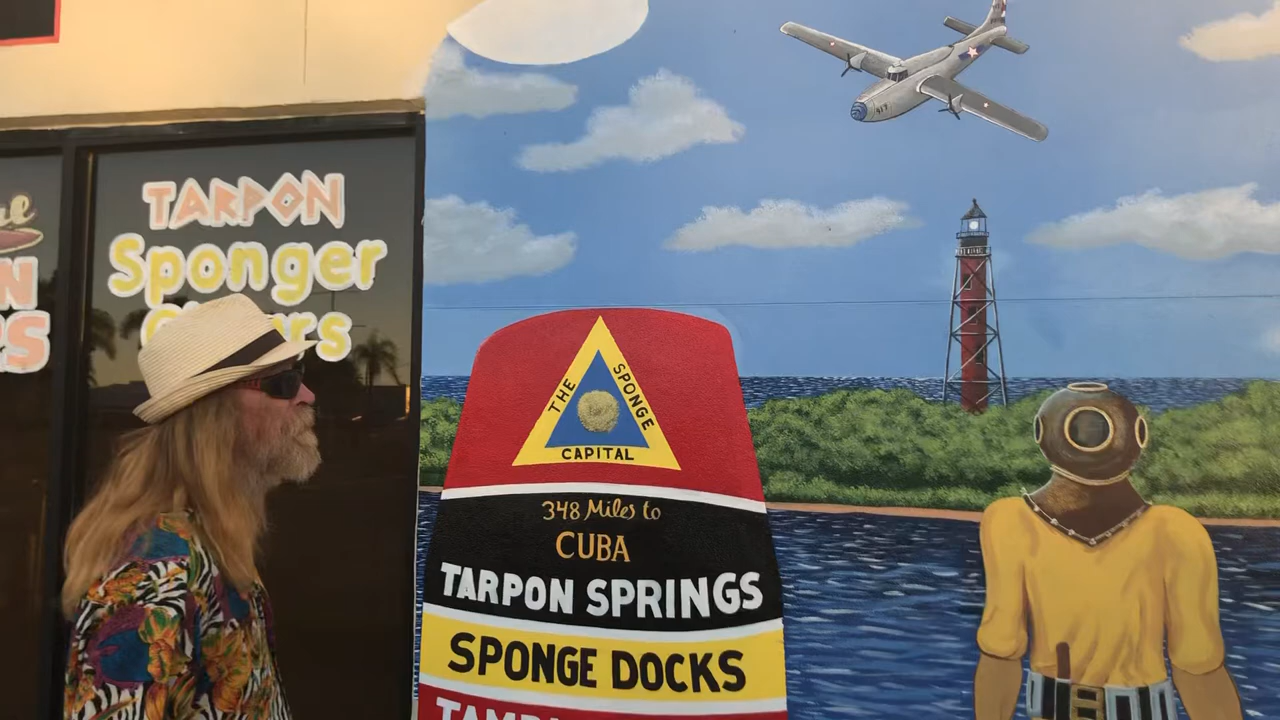 TARPON
Sponger
THE SPONGE
CAPITAL
348 Miles to
CUBA
TARPON SPRINGS
SPONGE DOCKS